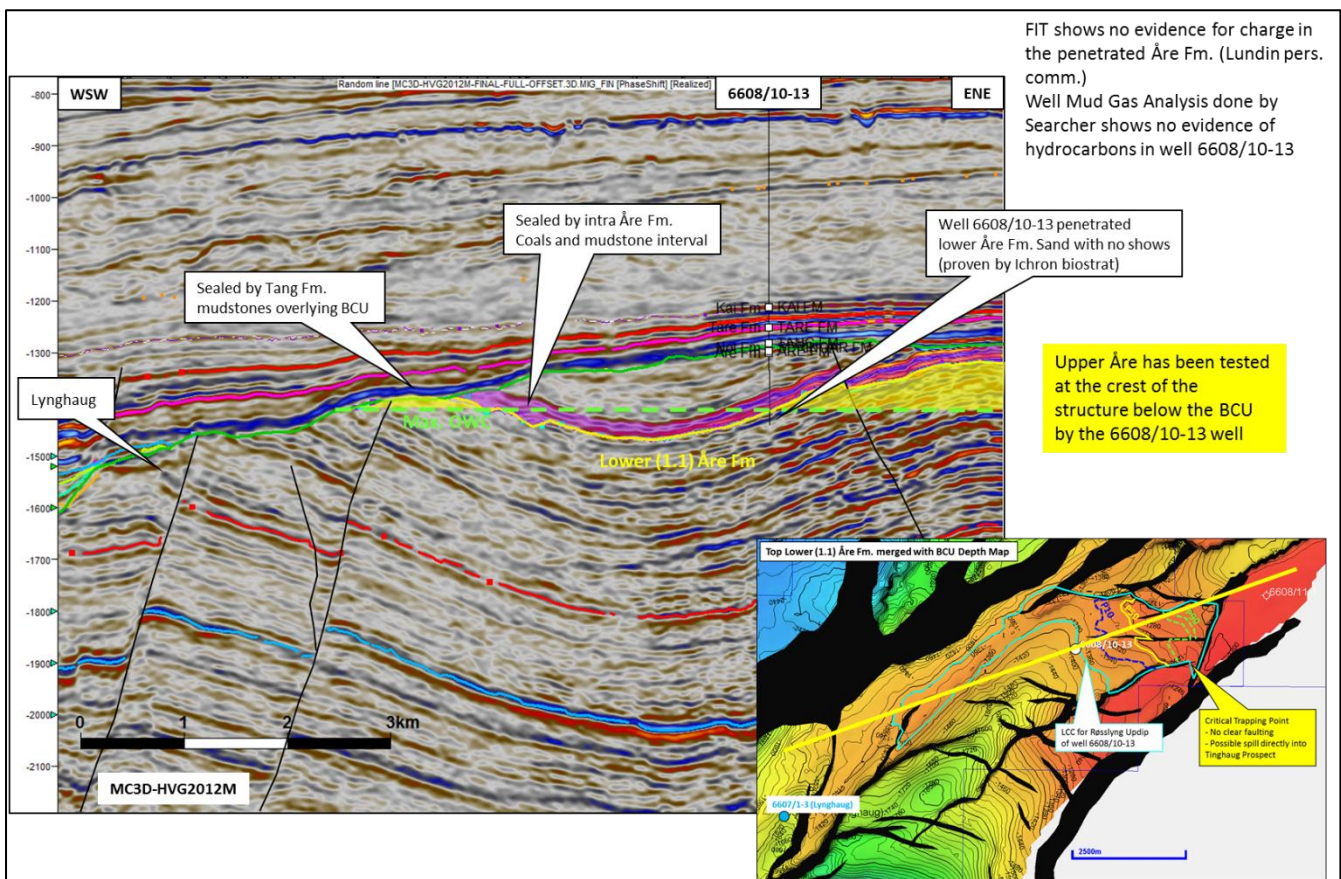 FIT shows no evidence for charge in
the penetrated Åre Fm. (Lundin pers.
comm.)
Well Mud Gas Analysis done by
Searcher shows no evidence of
hydrocarbons in well 6608/10-13
Random line [MC3D-HVG2012M-FINAL-FULL-OFFSET.3D.MIG_FIN [PhaseShift] [Realized]
WSW
6608/10-13
ENE
-800
-900
-1000
-1100
-1200
-1300
-1500
-1600
-1700
-1800
-1900
-2000
-2100
Sealed by intra Åre Fm.
Coals and mudstone interval
Well 6608/10-13 penetrated
lower Åre Fm. Sand with no shows
(proven by Ichron biostrat)
Sealed by Tang Fm.
mudstones overlying BCU
Kai Fm KAI FM
Tare Fm TARE FM
Åre Fm
Lynghaug
Max. OWC
Lower (1.1) Åre Fm
Upper Åre has been tested
at the crest of the
structure below the BCU
by the 6608/10-13 well
0 1 2 3km
MC3D-HVG2012M
Top Lower (1.1) Åre Fm. merged with BCU Depth Map
6608/11
P10
6608/10-13
LCC for Røsslyng Updip
of well 6608/10-13
Critical Trapping Point
- No clear faulting
- Possible spill directly into
Tinghaug Prospect
6607/1-3 (Lynghaug)
2500m